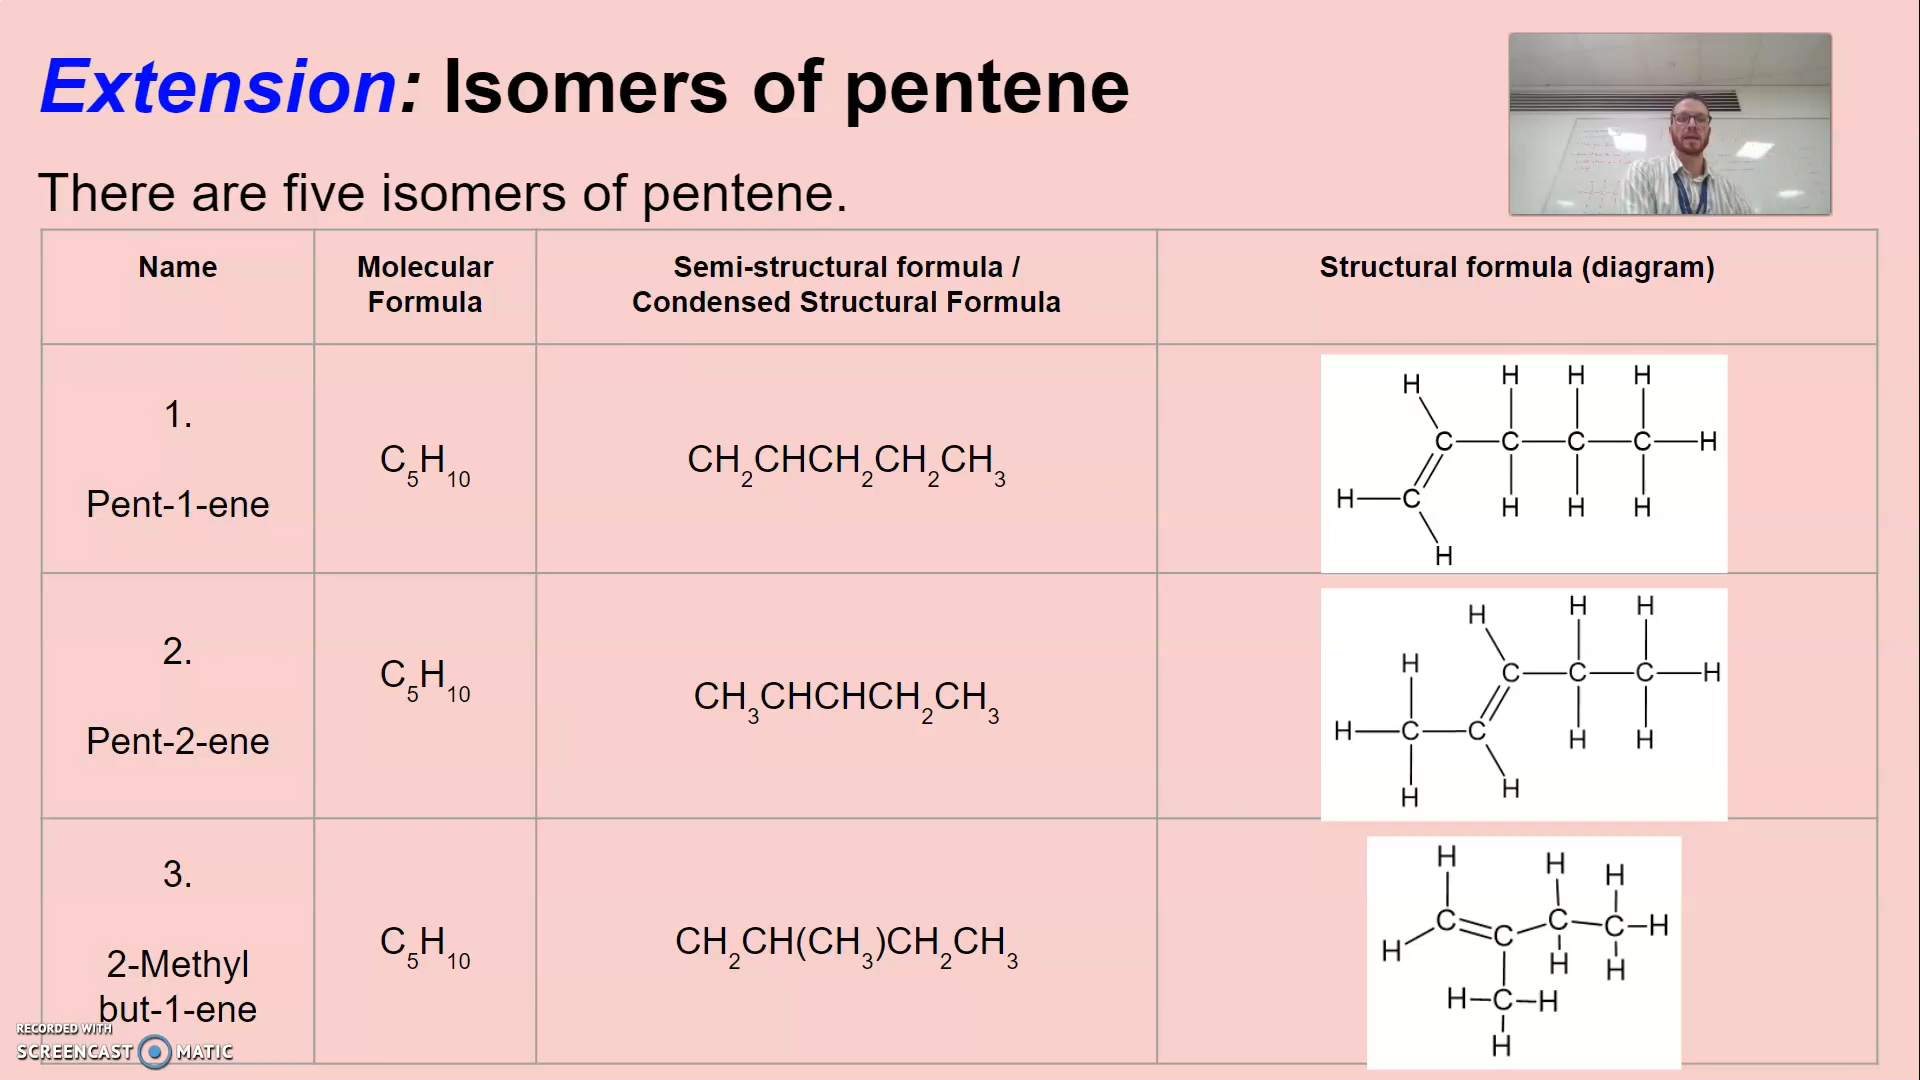 Extension: Isomers of pentene
There are five isomers of pentene.
Name
Molecular
Formula
Semi-structural formula /
Condensed Structural Formula
Structural formula (diagram)
1.
Pent-1-ene
C5H10
CH2CHCH2CH2CH3
H H H H
C C C C H
H C H H H
H
2.
Pent-2-ene
C5H10
CH3CHCHCH2CH3
H H H
H C C C H
H C C H H
H H
3.
2-Methyl
but-1-ene
C5H10
CH2CH(CH3)CH2CH3
H H H
C C C C H
H H H
H C H
H
RECORDED WITH
SCREENCAST MATIC